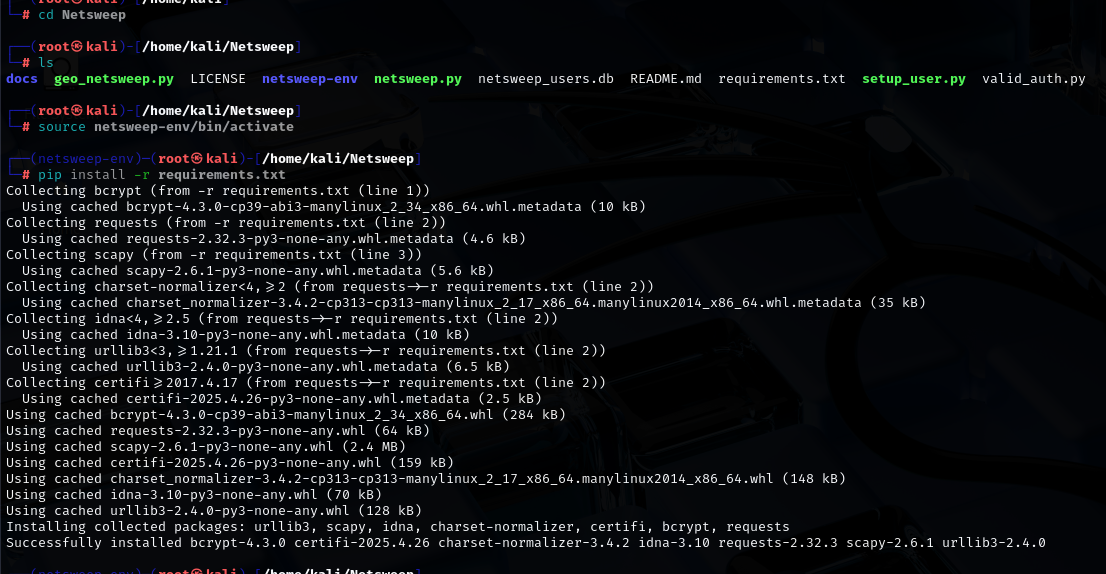 ┌──(root㉿kali)-[/home/kali]
└─# cd Netsweep
┌──(root㉿kali)-[/home/kali/Netsweep]
└─# ls
docs geo_netsweep.py LICENSE netsweep-env netsweep.py netsweep_users.db README.md requirements.txt setup_user.py valid_auth.py
┌──(root㉿kali)-[/home/kali/Netsweep]
└─# source netsweep-env/bin/activate
┌──(netsweep-env)─(root㉿kali)-[/home/kali/Netsweep]
└─# pip install -r requirements.txt
Collecting bcrypt (from -r requirements.txt (line 1))
  Using cached bcrypt-4.3.0-cp39-abi3-manylinux_2_34_x86_64.whl.metadata (10 kB)
Collecting requests (from -r requirements.txt (line 2))
  Using cached requests-2.32.3-py3-none-any.whl.metadata (4.6 kB)
Collecting scapy (from -r requirements.txt (line 3))
  Using cached scapy-2.6.1-py3-none-any.whl.metadata (5.6 kB)
Collecting charset-normalizer<4,>=2 (from requests->-r requirements.txt (line 2))
  Using cached charset_normalizer-3.4.2-cp313-cp313-manylinux_2_17_x86_64.manylinux2014_x86_64.whl.metadata (35 kB)
Collecting idna<4,>=2.5 (from requests->-r requirements.txt (line 2))
  Using cached idna-3.10-py3-none-any.whl.metadata (10 kB)
Collecting urllib3<3,>=1.21.1 (from requests->-r requirements.txt (line 2))
  Using cached urllib3-2.4.0-py3-none-any.whl.metadata (6.5 kB)
Collecting certifi>=2017.4.17 (from requests->-r requirements.txt (line 2))
  Using cached certifi-2025.4.26-py3-none-any.whl.metadata (2.5 kB)
Using cached bcrypt-4.3.0-cp39-abi3-manylinux_2_34_x86_64.whl (284 kB)
Using cached requests-2.32.3-py3-none-any.whl (64 kB)
Using cached scapy-2.6.1-py3-none-any.whl (2.4 MB)
Using cached certifi-2025.4.26-py3-none-any.whl (159 kB)
Using cached charset_normalizer-3.4.2-cp313-cp313-manylinux_2_17_x86_64.manylinux2014_x86_64.whl (148 kB)
Using cached idna-3.10-py3-none-any.whl (70 kB)
Using cached urllib3-2.4.0-py3-none-any.whl (128 kB)
Installing collected packages: urllib3, scapy, idna, charset-normalizer, certifi, bcrypt, requests
Successfully installed bcrypt-4.3.0 certifi-2025.4.26 charset-normalizer-3.4.2 idna-3.10 requests-2.32.3 scapy-2.6.1 urllib3-2.4.0
┌──(netsweep-env)─(root㉿kali)-[/home/kali/Netsweep]